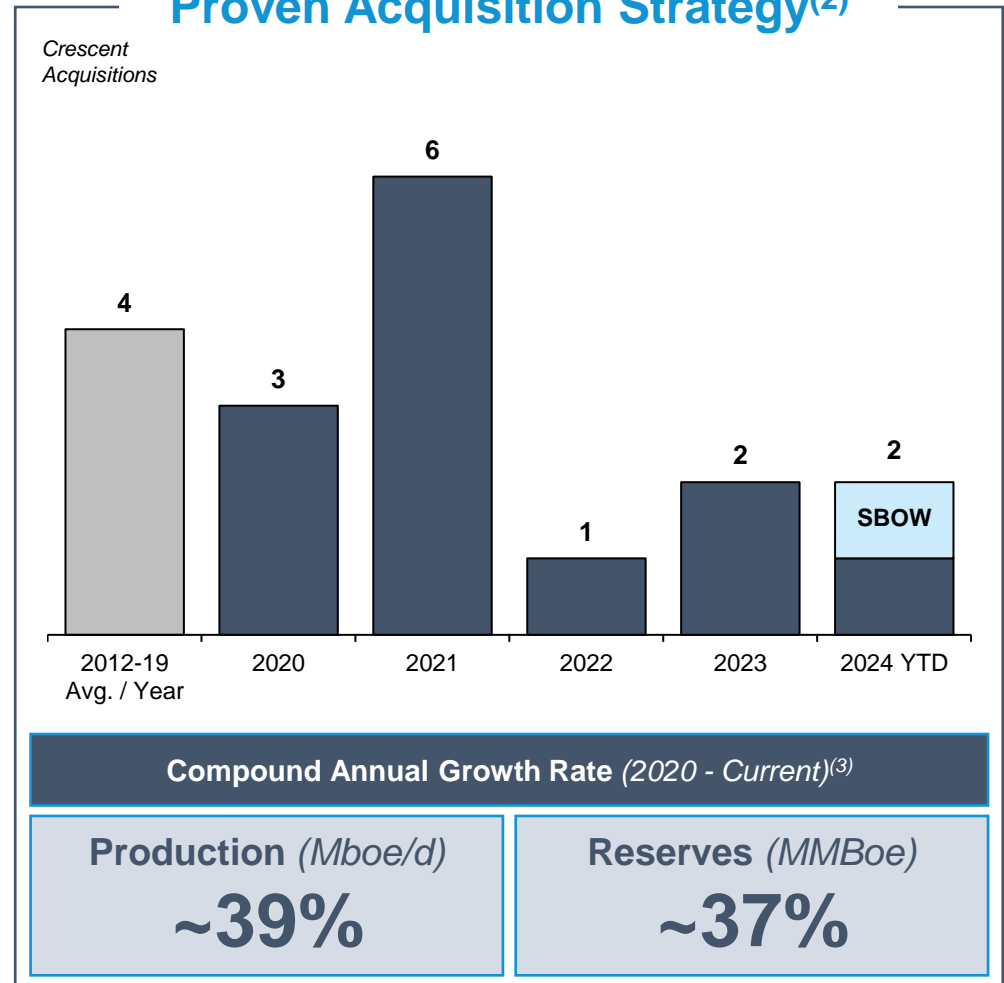 Proven Acquisition Strategy(2)
Crescent
Acquisitions
4
3
6
1
2
2
SBOW
2012-19
Avg. / Year
2020
2021
2022
2023
2024 YTD
Compound Annual Growth Rate (2020 - Current)(3)
Production (Mboe/d)
~39%
Reserves (MMBoe)
~37%